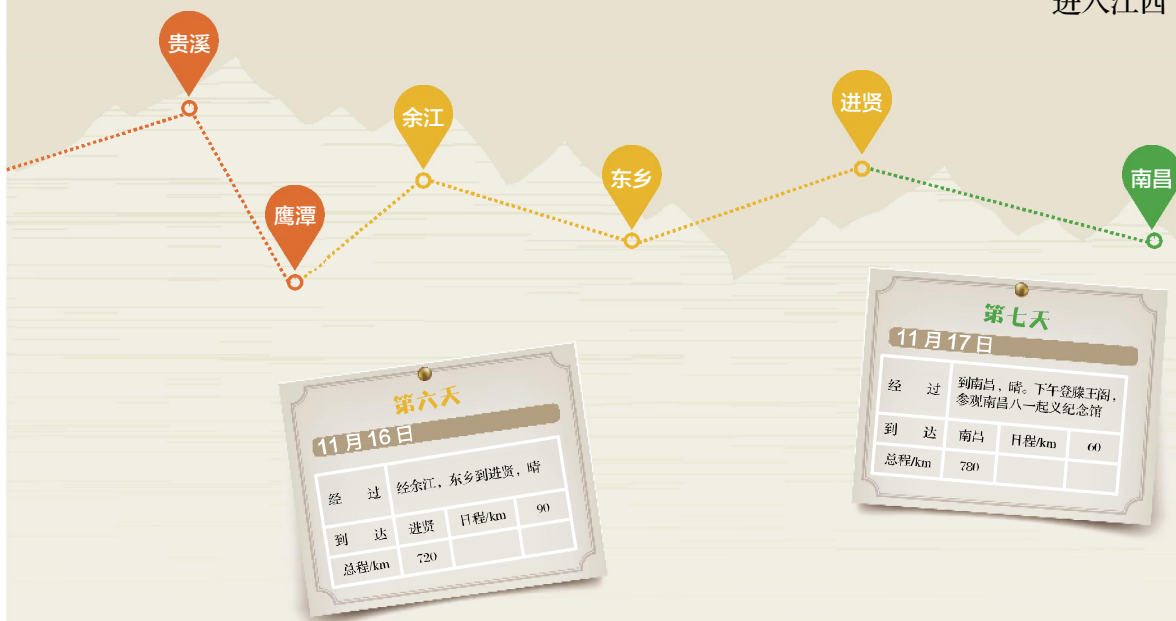 进入江西
贵溪
鹰潭
余江
东乡
进贤
南昌
第六天
11月16日
经 过 经余江，东乡到进贤，晴
到 达 进贤 日程/km 90
总程/km 720
第七天
11月17日
经 过 到南昌，晴。下午登滕王阁，
参观南昌八一起义纪念馆
到 达 南昌 日程/km 60
总程/km 780